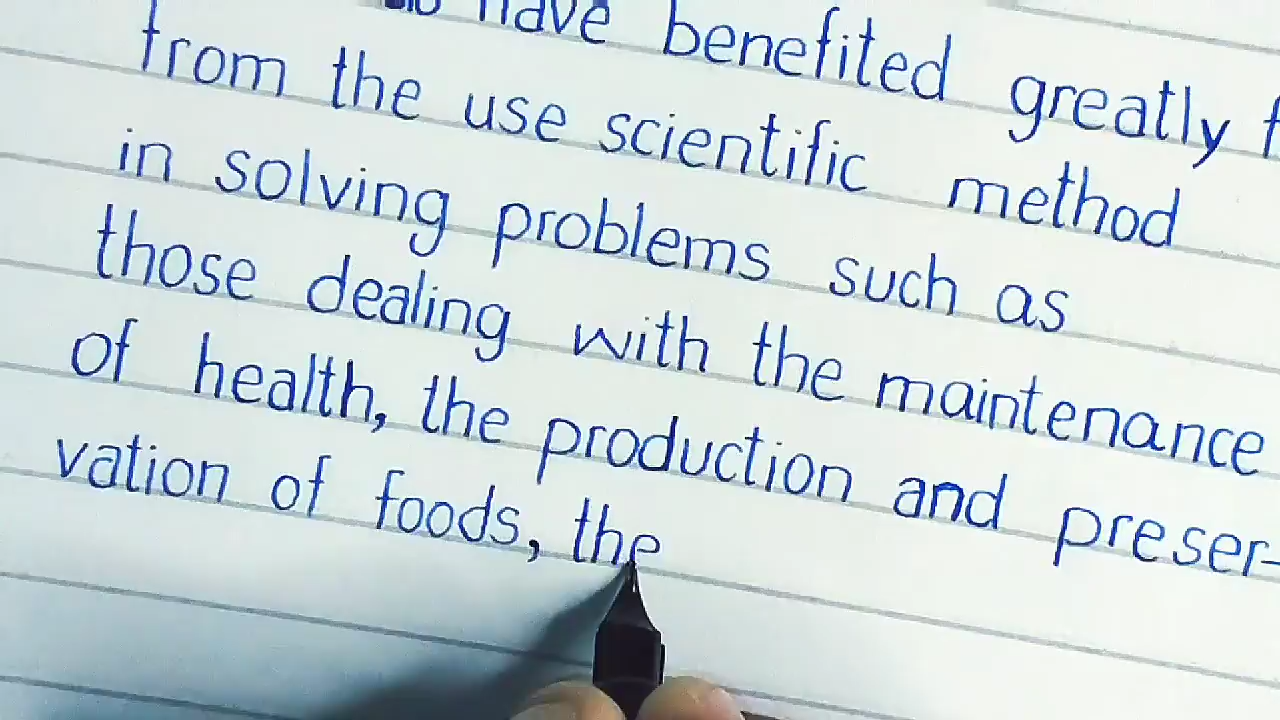 have benefited greatly
from the use scientific method
in solving problems such as
those dealing with the maintenance
of health, the production and preser-
vation of foods, the